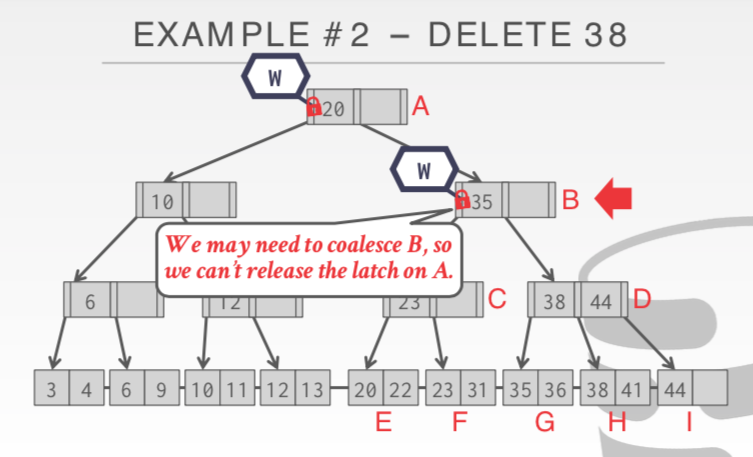 EXAMPLE #2 – DELETE 38
W
20 A
W
10 35 B
We may need to coalesce B, so
we can't release the latch on A.
6 12 23 C 38 44 D
3 4 6 9 10 11 12 13 20 22 23 31 35 36 38 41 44
E F G H I